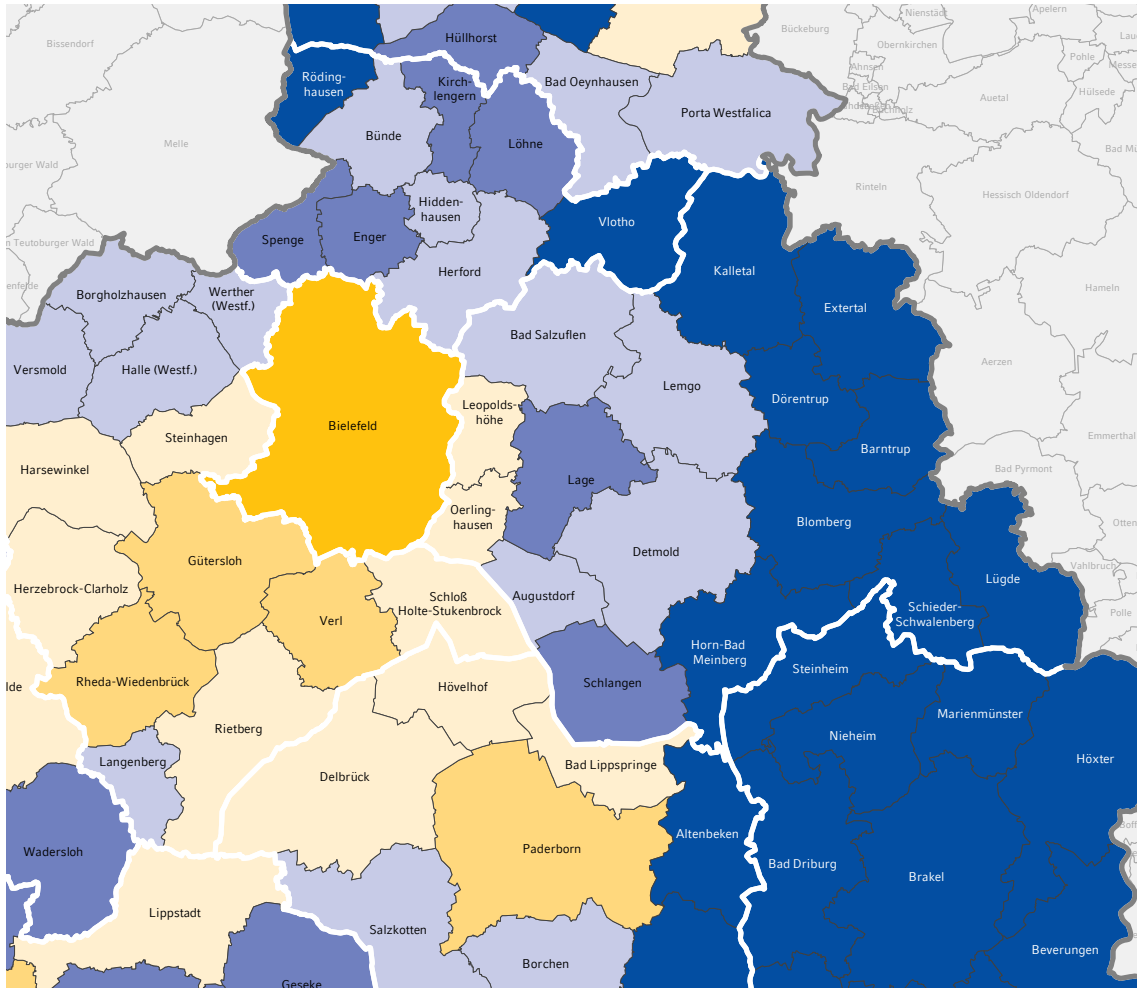 Apelern
Nienstädt
Bückeburg
Obernkirchen
Bissendorf
Hüllhorst
Pohle
Ahnsen
Röding-
hausen
Kirch-
lengern
Bad Oeynhausen
Bad Eilsen
Hülsede
Auetal
Buchholz
Porta Westfalica
Bünde
Löhne
Melle
Rinteln
Hessisch Oldendorf
Hidden-
hausen
Vlotho
Spenge
Enger
Teutoburger Wald
Herford
Kalletal
Hameln
Borgholzhausen
Werther
(Westf.)
Extertal
Bad Salzuflen
Aerzen
Versmold
Halle (Westf.)
Lemgo
Dörentrup
Leopolds-
höhe
Bielefeld
Steinhagen
Emmerthal
Barntrup
Harsewinkel
Bad Pyrmont
Lage
Oerling-
hausen
Blomberg
Detmold
Gütersloh
Vahlbruch
Lügde
Herzebrock-Clarholz
Schloß
Holte-Stukenbrock
Augustdorf
Schieder-
Schwalenberg
Polle
Verl
Horn-Bad
Meinberg
Steinheim
Rheda-Wiedenbrück
Hövelhof
Schlangen
Marienmünster
Rietberg
Nieheim
Langenberg
Bad Lippspringe
Höxter
Delbrück
Altenbeken
Wadersloh
Paderborn
Bad Driburg
Brakel
Lippstadt
Salzkotten
Beverungen
Borchen
Geseke